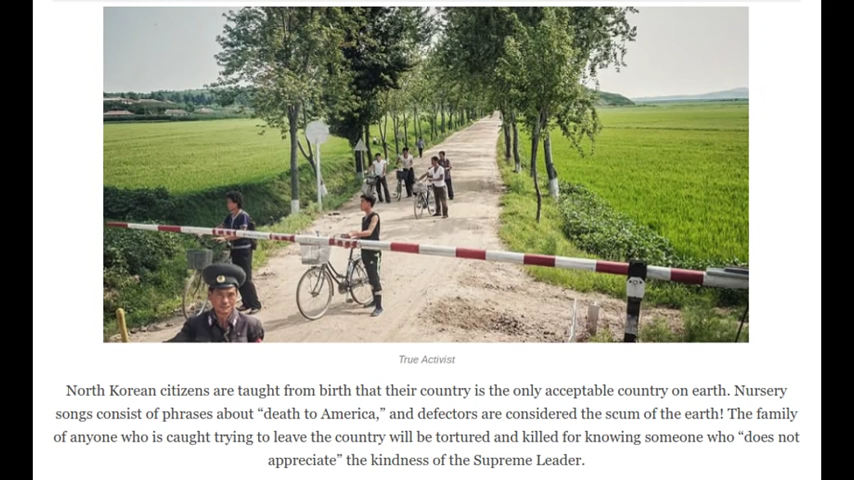 True Activist
North Korean citizens are taught from birth that their country is the only acceptable country on earth. Nursery
songs consist of phrases about “death to America,” and defectors are considered the scum of the earth! The family
of anyone who is caught trying to leave the country will be tortured and killed for knowing someone who “does not
appreciate” the kindness of the Supreme Leader.